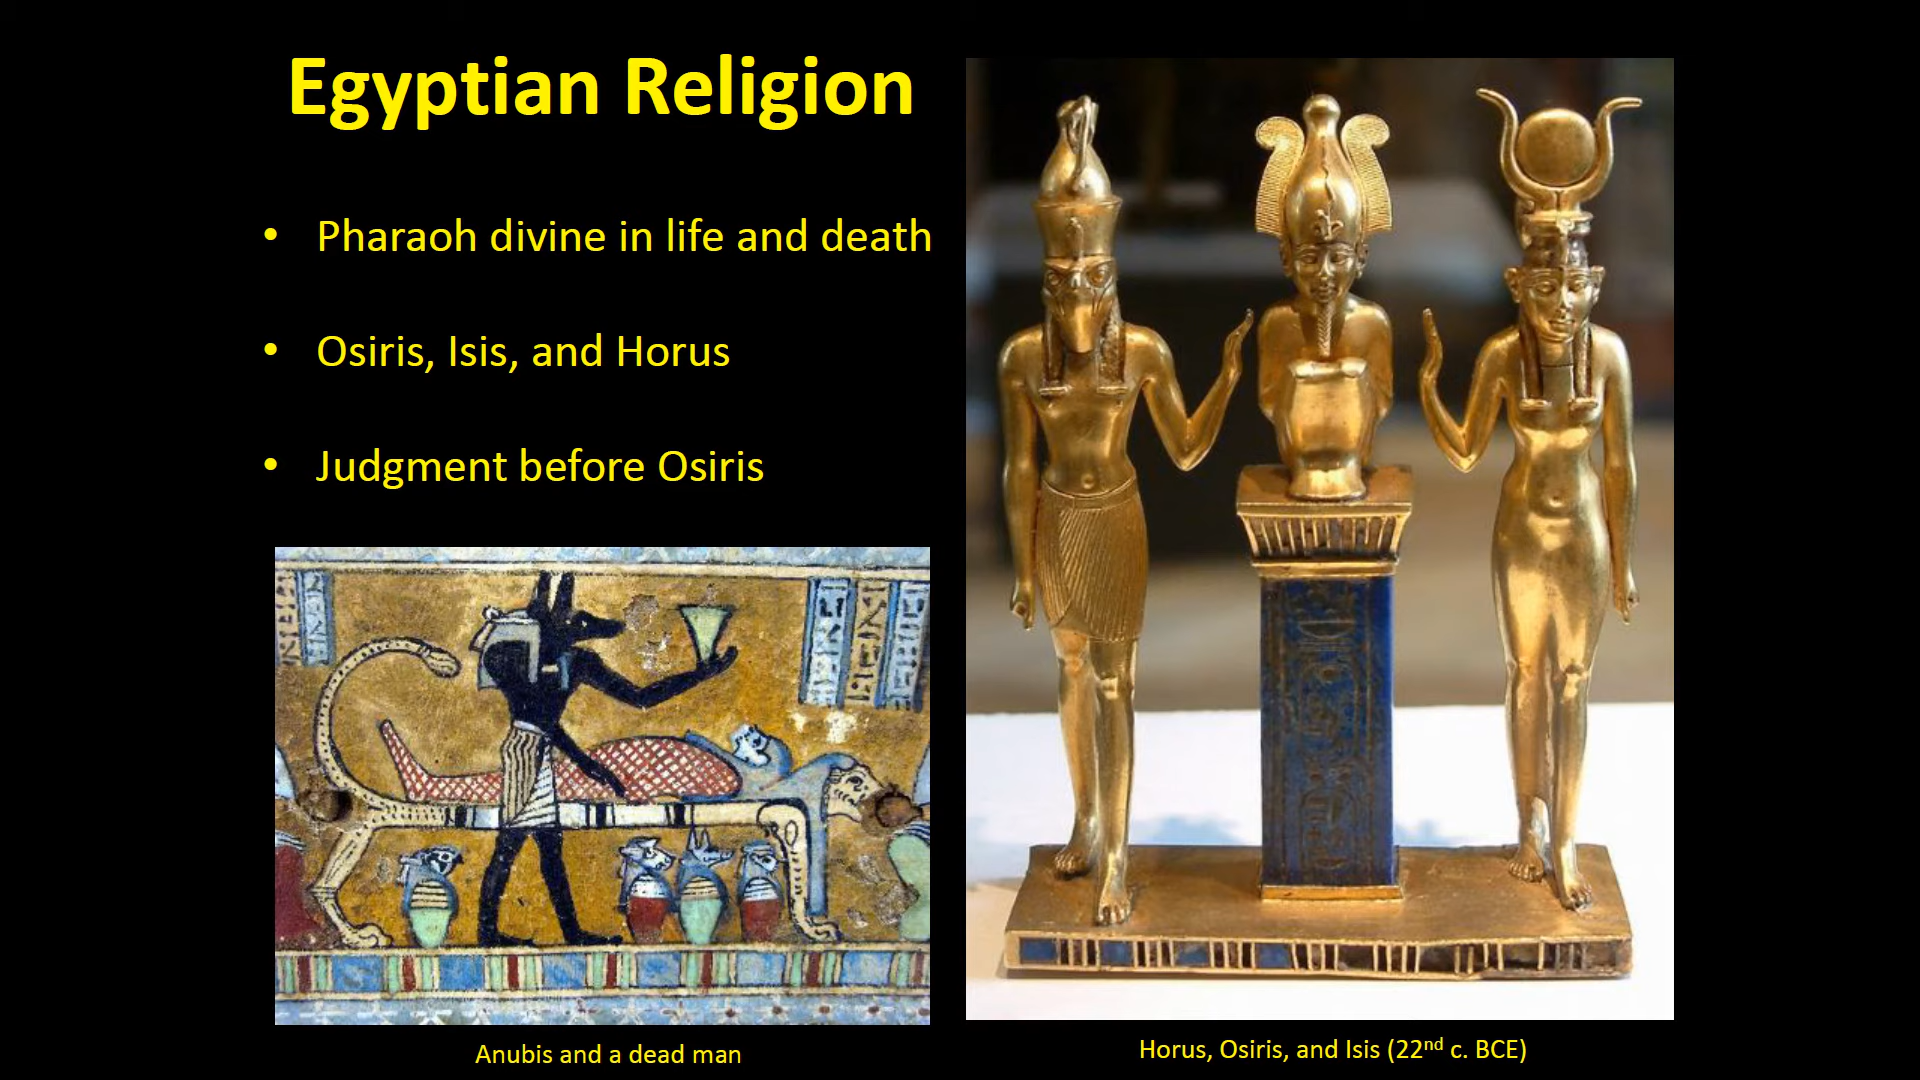 Egyptian Religion
• Pharaoh divine in life and death
• Osiris, Isis, and Horus
• Judgment before Osiris
Anubis and a dead man
Horus, Osiris, and Isis (22nd c. BCE)